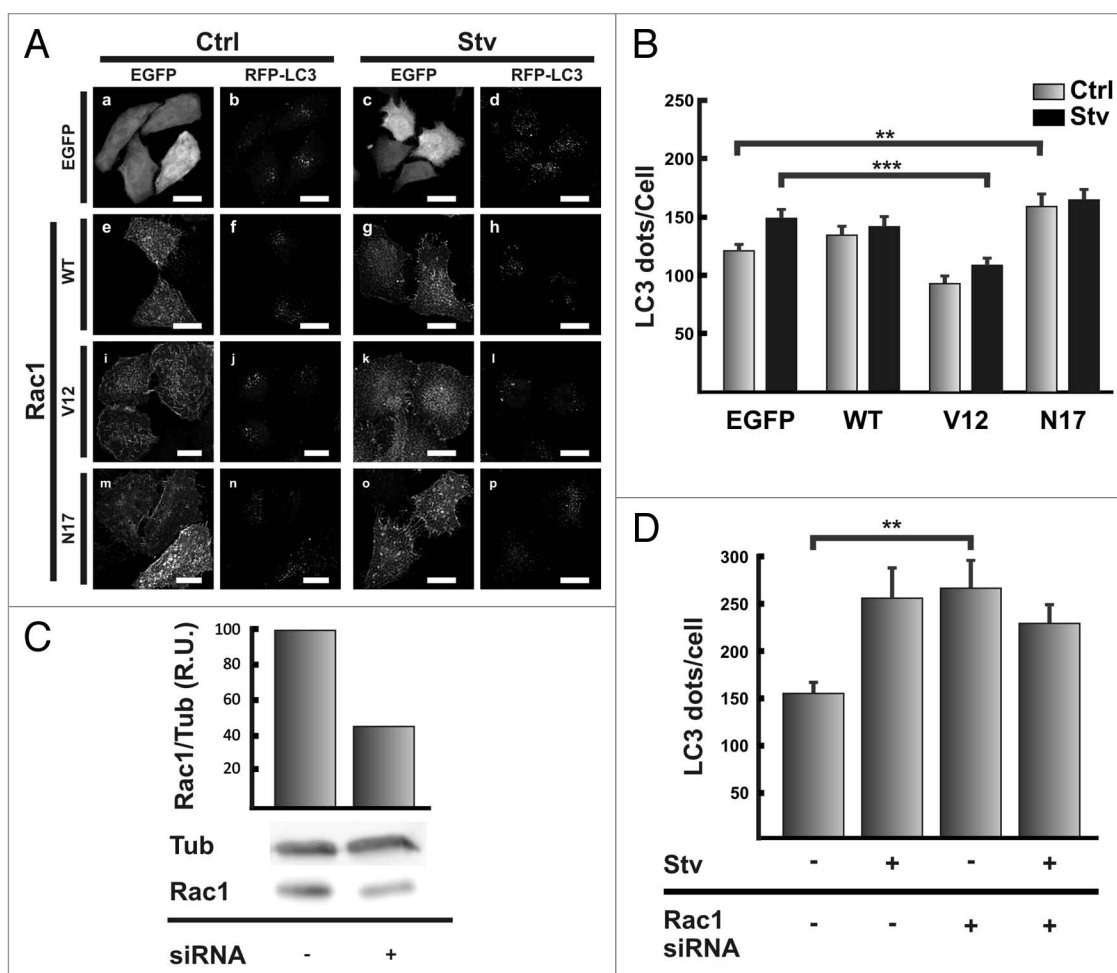 A
Ctrl Stv
EGFP RFP-LC3 EGFP RFP-LC3
EGFP
a b c d
Rac1
WT
e f g h
V12
i j k l
N17
m n o p
B
Ctrl
Stv
LC3 dots/Cell
250
200
150
100
50
**
***
EGFP WT V12 N17
C
Rac1/Tub (R.U.)
100
80
60
40
20
Tub
Rac1
siRNA - +
D
LC3 dots/cell
300
250
200
150
100
50
**
Stv - + - +
Rac1 - - + +
siRNA